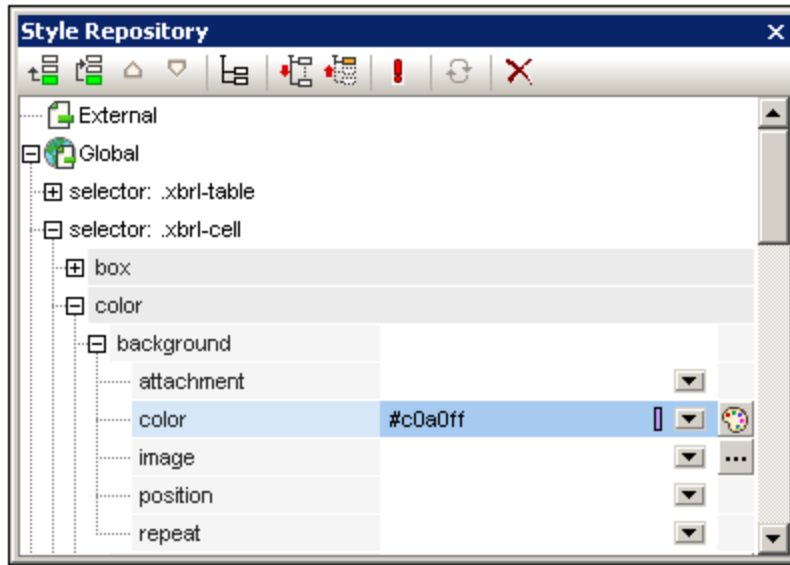 Style Repository
External
Global
selector: .xbrl-table
selector: .xbrl-cell
box
color
background
attachment
color #c0a0ff
image
position
repeat